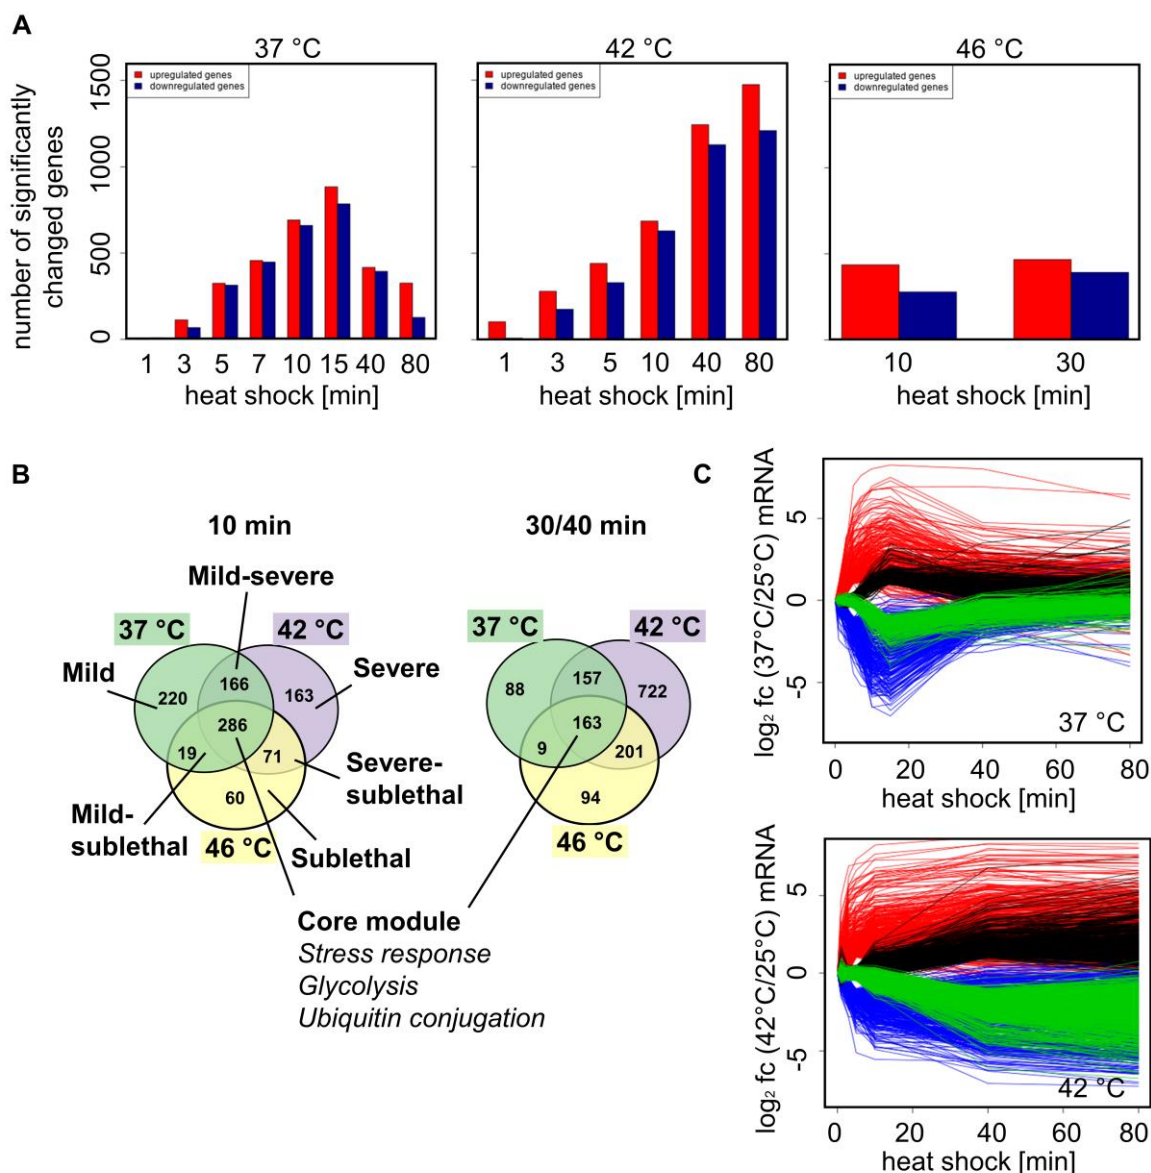 A
37 °C
42 °C
46 °C
number of significantly
changed genes
0
500
1000
1500
upregulated genes
downregulated genes
1 3 5 7 10 15 40 80
heat shock [min]
upregulated genes
downregulated genes
1 3 5 10 40 80
heat shock [min]
upregulated genes
downregulated genes
10 30
heat shock [min]
B
10 min
Mild-severe
37 °C
42 °C
Mild
Severe
220
166
163
286
19
71
60
Severe-
sublethal
Mild-
sublethal
46 °C
Sublethal
30/40 min
37 °C
42 °C
88
157
722
163
9
201
94
46 °C
Core module
Stress response
Glycolysis
Ubiquitin conjugation
C
log₂ fc (37°C/25°C) mRNA
5
0
-5
37 °C
0 20 40 60 80
heat shock [min]
log₂ fc (42°C/25°C) mRNA
5
0
-5
42 °C
0 20 40 60 80
heat shock [min]